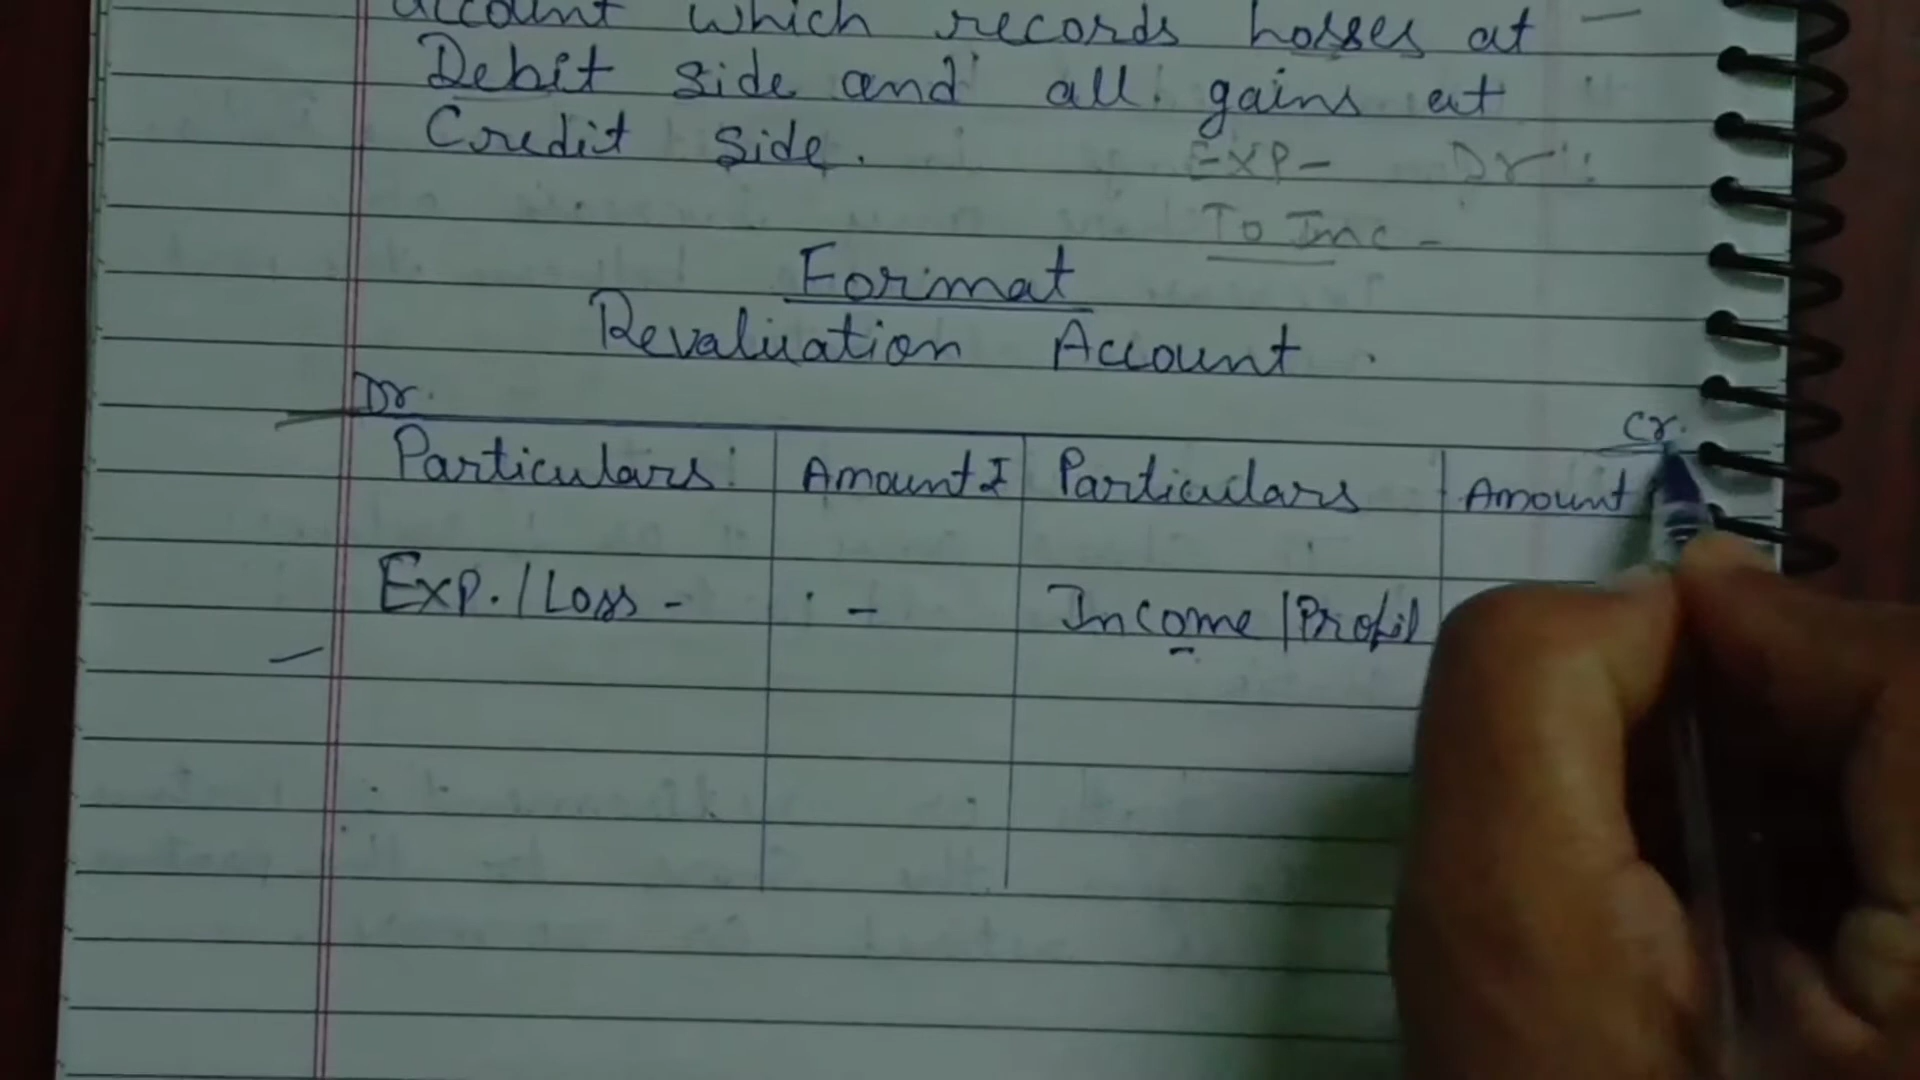 account which records Losses at -
Debit side and all gains at
Credit side.
Exp- Dr
To Inc -
Format
Revaluation Account.
Dr. Cr.
Particulars Amount ₹ Particulars Amount
Exp./Loss - - Income/Profit